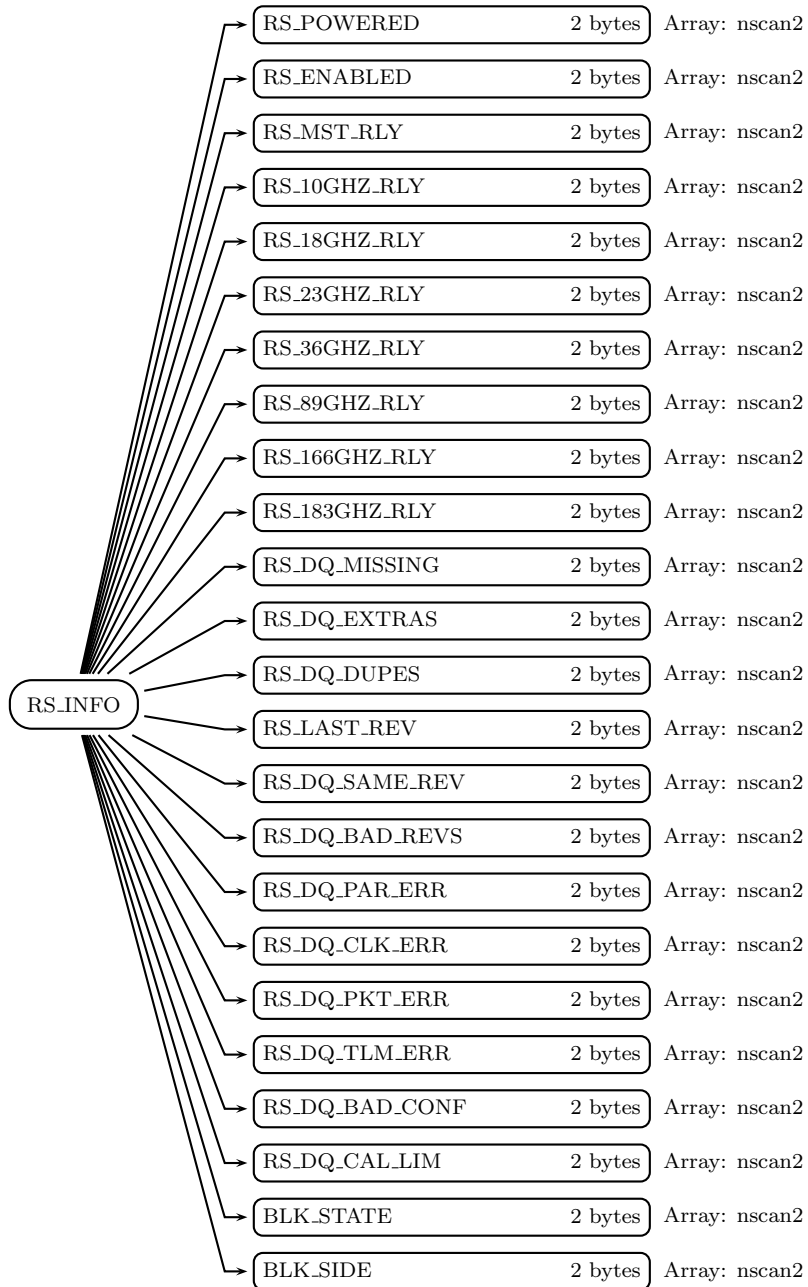 RS_POWERED 2 bytes Array: nscan2
RS_ENABLED 2 bytes Array: nscan2
RS_MST_RLY 2 bytes Array: nscan2
RS_10GHZ_RLY 2 bytes Array: nscan2
RS_18GHZ_RLY 2 bytes Array: nscan2
RS_23GHZ_RLY 2 bytes Array: nscan2
RS_36GHZ_RLY 2 bytes Array: nscan2
RS_89GHZ_RLY 2 bytes Array: nscan2
RS_166GHZ_RLY 2 bytes Array: nscan2
RS_183GHZ_RLY 2 bytes Array: nscan2
RS_DQ_MISSING 2 bytes Array: nscan2
RS_DQ_EXTRAS 2 bytes Array: nscan2
RS_DQ_DUPES 2 bytes Array: nscan2
RS_INFO
RS_LAST_REV 2 bytes Array: nscan2
RS_DQ_SAME_REV 2 bytes Array: nscan2
RS_DQ_BAD_REVS 2 bytes Array: nscan2
RS_DQ_PAR_ERR 2 bytes Array: nscan2
RS_DQ_CLK_ERR 2 bytes Array: nscan2
RS_DQ_PKT_ERR 2 bytes Array: nscan2
RS_DQ_TLM_ERR 2 bytes Array: nscan2
RS_DQ_BAD_CONF 2 bytes Array: nscan2
RS_DQ_CAL_LIM 2 bytes Array: nscan2
BLK_STATE 2 bytes Array: nscan2
BLK_SIDE 2 bytes Array: nscan2